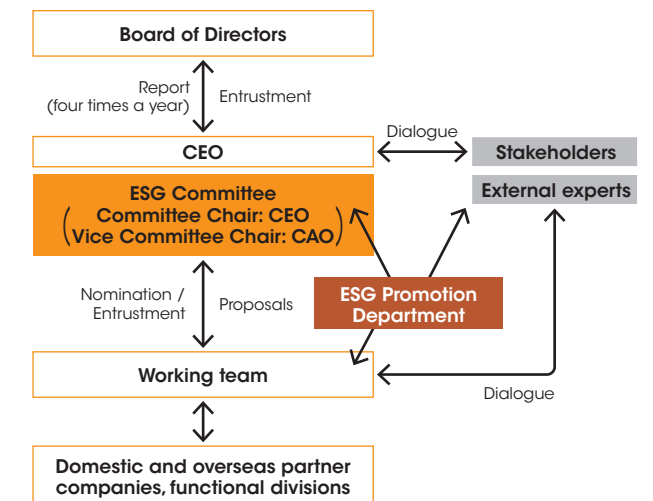 Board of Directors
Report
(four times a year)
Entrustment
Dialogue
CEO
Stakeholders
ESG Committee
(Committee Chair: CEO
Vice Committee Chair: CAO)
External experts
Nomination /
Entrustment
Proposals
ESG Promotion
Department
Working team
Dialogue
Domestic and overseas partner
companies, functional divisions